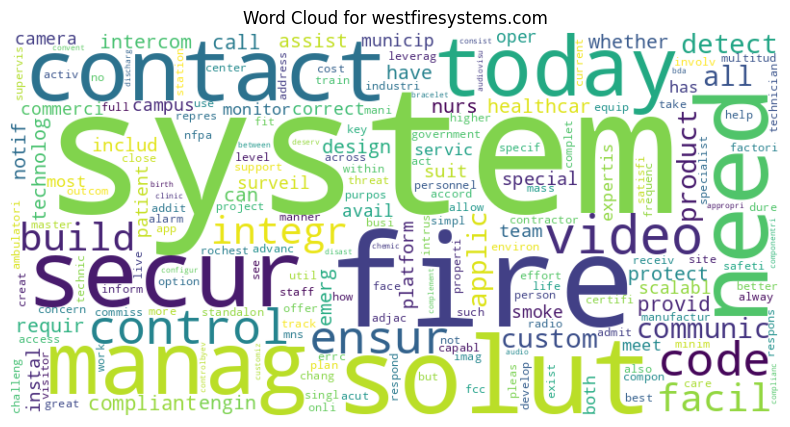 Word Cloud for westfiresystems.com
camera
intercom
call
assist
municip
oper
whether
detect
contact
today
system
need
supervis
activ
no
station
center
address
cost
train
have
leverag
industri
audiovisu
consist
current
involv
multitud
bda
all
technician
discharg
convent
notif
technolog
commerci
full
campus
use
repres
nfpa
monitor
correct
mani
nurs
higher
government
healthcar
equip
has
take
help
product
factori
includ
close
most
outcom
patient
birth
clinic
app
can
addit
alarm
project
fit
level
support
surveil
between
bracelet
deserv
design
key
across
within
threat
purpos
avail
busi
act
servic
suit
personnel
accord
allow
simpl
intrus
specif
special
mass
expertis
complet
contractor
team
environ
satisfi
frequenc
specialist
site
safeti
dure
appropri
componentri
ambulatori
master
manner
rochest
advanc
disast
build
integr
emerg
platform
properti
applic
video
creat
inform
live
technic
configur
option
see
util
staff
standalon
offer
how
chemic
face
adjac
such
capabl
complement
secur
fire
effort
life
person
radio
smoke
certifi
receiv
protect
scalabl
provid
manufactur
better
alway
concern
requir
access
commiss
work
more
control
track
mns
ensur
errc
plan
chang
not
imag
custom
admit
meet
minim
communic
respons
challeng
instal
visitor
great
compliant
customiz
controlbyev
engin
manag
singl
onli
acut
respond
but
audio
fcc
solut
pleas
develop
exist
both
also
compon
best
code
care
facil
complianc